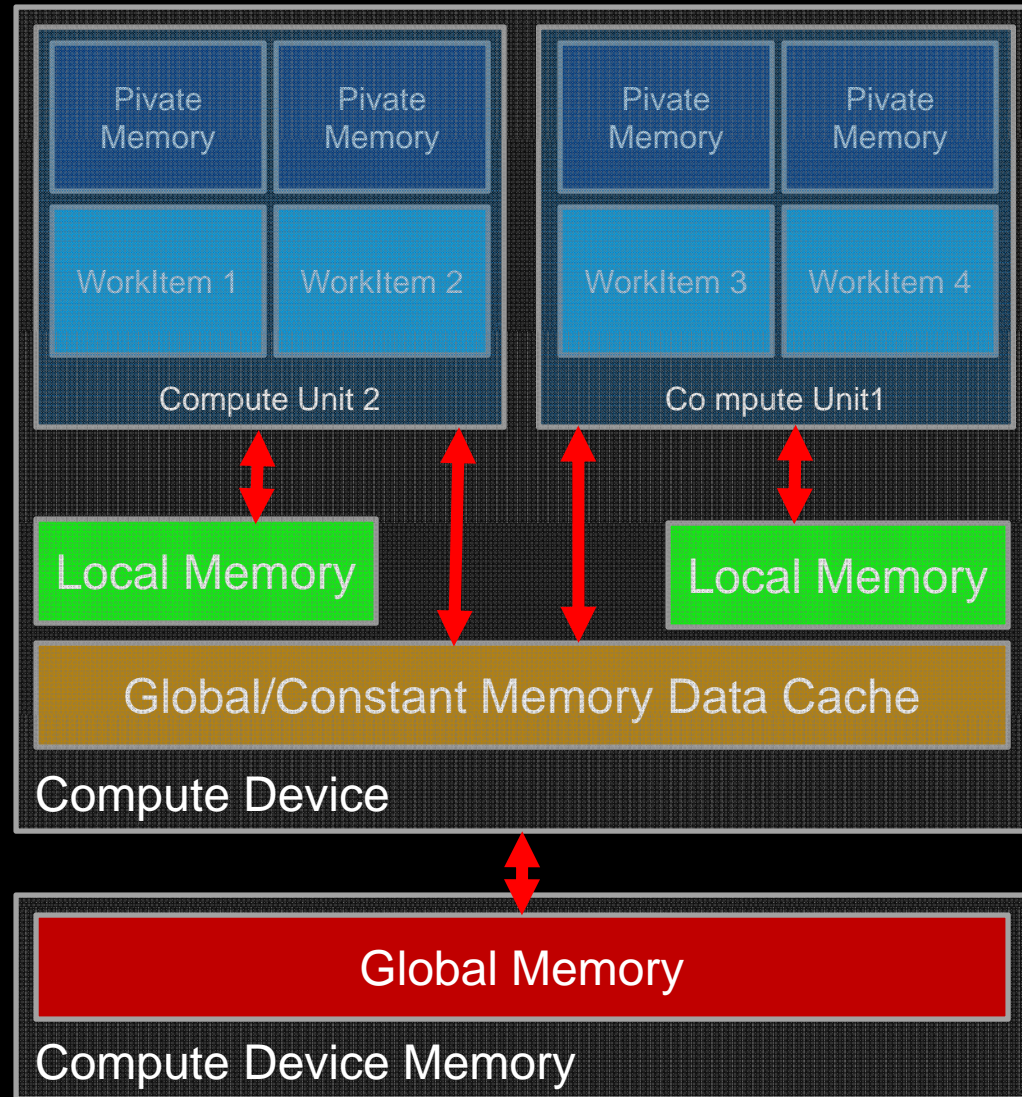 Pivate
Memory
Pivate
Memory
Pivate
Memory
Pivate
Memory
WorkItem 1
WorkItem 2
WorkItem 3
WorkItem 4
Compute Unit 2
Co mpute Unit1
Local Memory
Local Memory
Global/Constant Memory Data Cache
Compute Device
Global Memory
Compute Device Memory